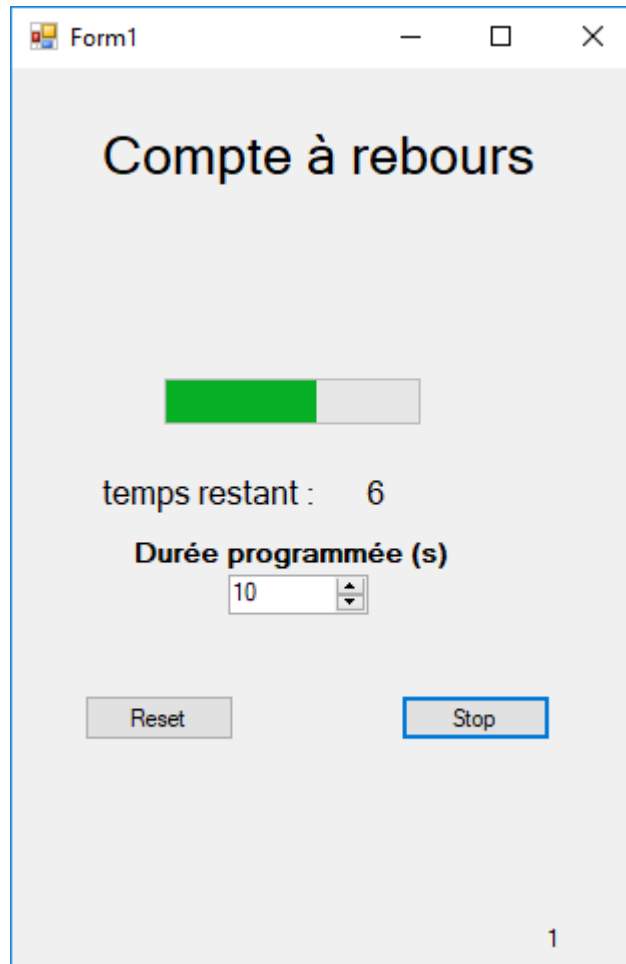 Form1
Compte à rebours
temps restant : 6
Durée programmée (s)
10
Reset Stop
1